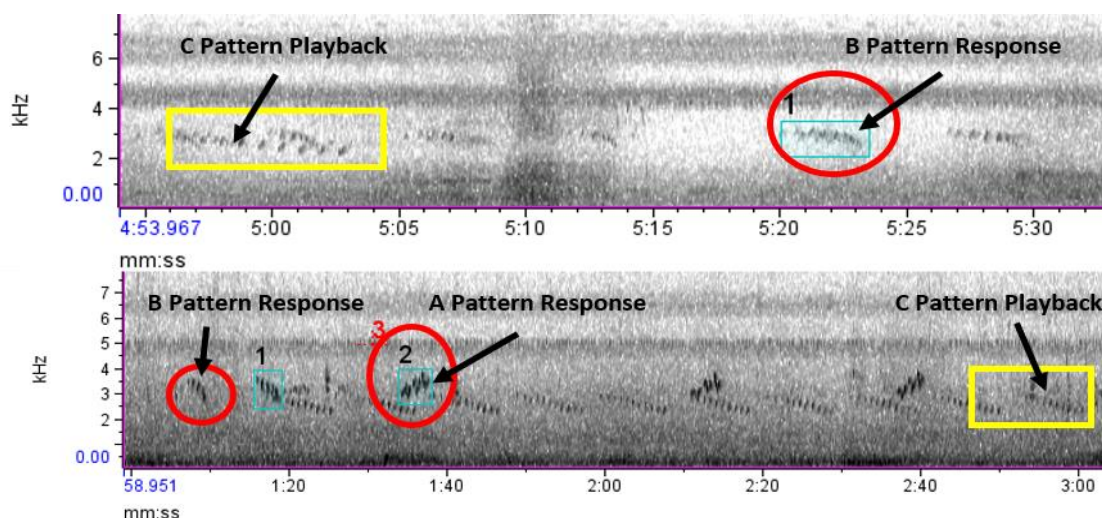 C Pattern Playback
B Pattern Response
6
4
2
0.00
kHz
1
4:53.967 5:00 5:05 5:10 5:15 5:20 5:25 5:30
mm:ss
B Pattern Response A Pattern Response C Pattern Playback
7
6
5
4
3
2
0.00
kHz
1
3
2
58.951 1:20 1:40 2:00 2:20 2:40 3:00
mm:ss